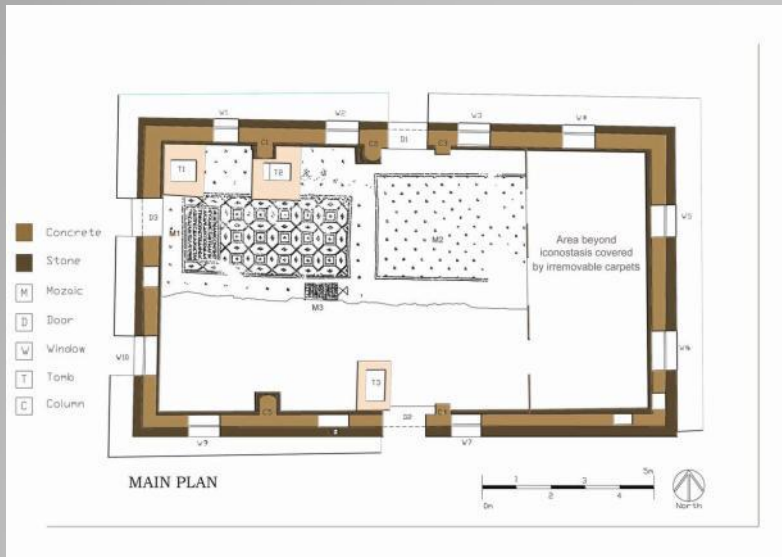 W1
W2
D1
W3
W4
C1
C2
C3
T1
T2
D3
M1
M2
W5
Area beyond
iconostasis covered
by irremovable carpets
Concrete
Stone
M Mozaic
D Door
W Window
T Tomb
C Column
M3
W10
W6
T3
C5
D2
C4
W9
W7
MAIN PLAN
0m 1 2 3 4 5m
North